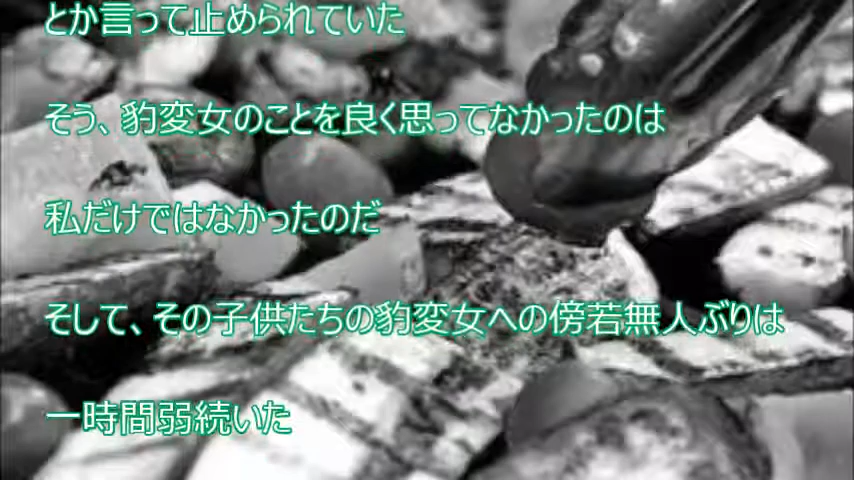 とか言って止められていた
そう、豹変女のことを良く思ってなかったのは
私だけではなかったのだ
そして、その子供たちの豹変女への傍若無人ぶりは
一時間弱続いた